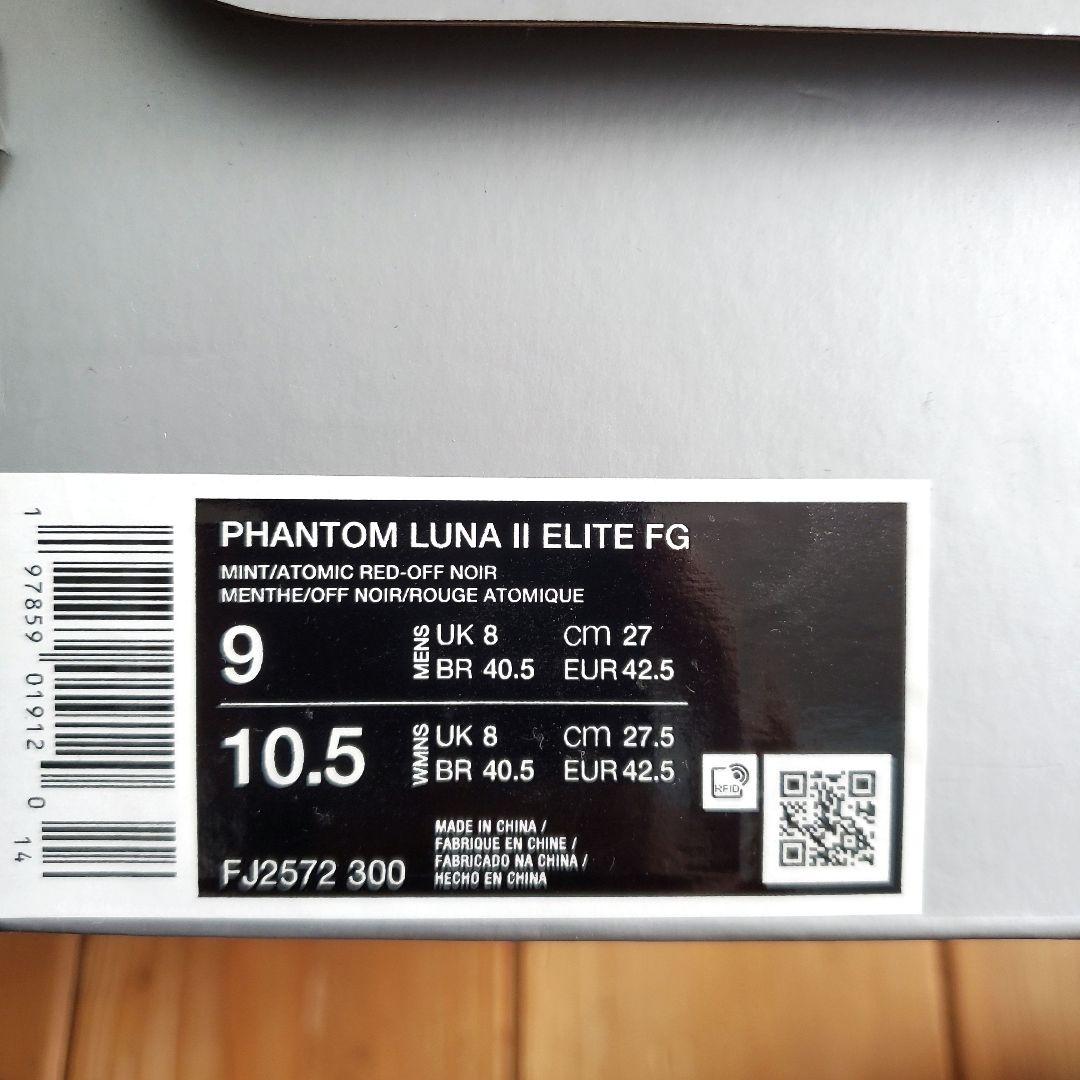 PHANTOM LUNA II ELITE FG
MINT/ATOMIC RED-OFF NOIR
MENTHE/OFF NOIR/ROUGE ATOMIQUE
9 MENS UK 8 cm 27
BR 40.5 EUR 42.5
10.5 WMNS UK 8 cm 27.5
BR 40.5 EUR 42.5
RFID
FJ2572 300
MADE IN CHINA /
FABRIQUE EN CHINE /
FABRICADO NA CHINA /
HECHO EN CHINA
1 97859 01912 0 14